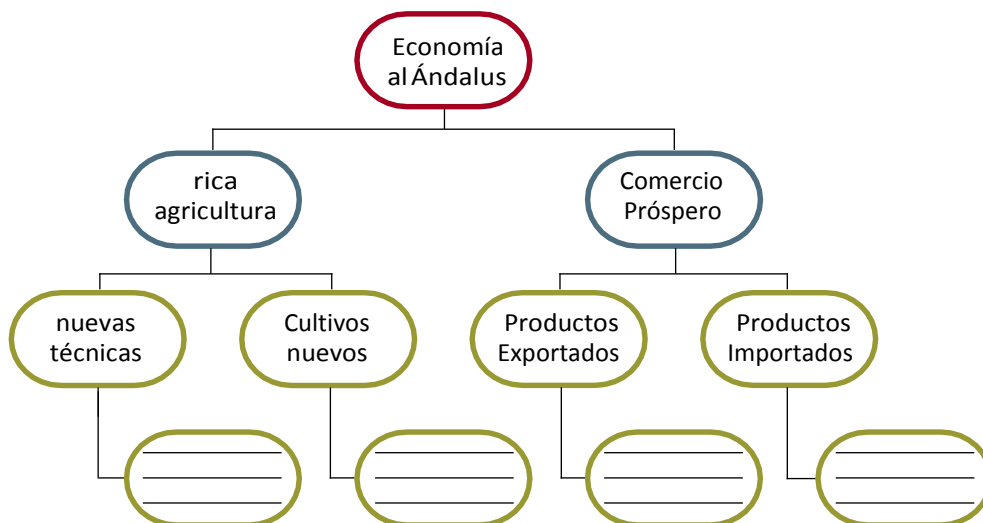 Economía
al Ándalus
rica
agricultura
Comercio
Próspero
nuevas
técnicas
Cultivos
nuevos
Productos
Exportados
Productos
Importados